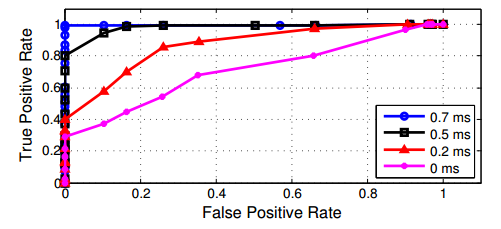 True Positive Rate
1
0.8
0.6
0.4
0.2
0
0 0.2 0.4 0.6 0.8 1
False Positive Rate
0.7 ms
0.5 ms
0.2 ms
0 ms